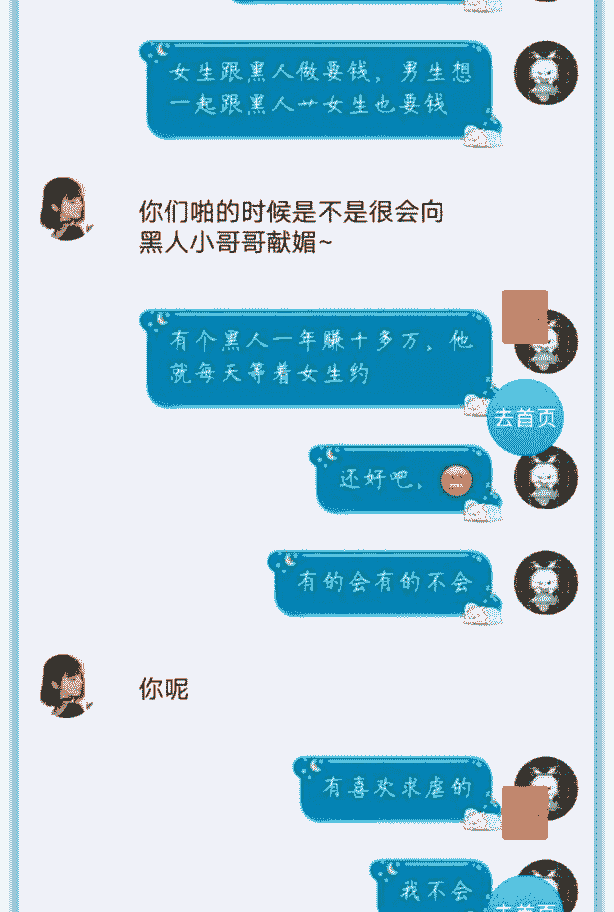 女生跟黑人做要钱，男生想
一起跟黑人艹女生也要钱
你们啪的时候是不是很会向
黑人小哥哥献媚~
有个黑人一年赚十多万，他
就每天等着女生约
去首页
还好吧，
有的会有的不会
你呢
有喜欢求虐的
我不会